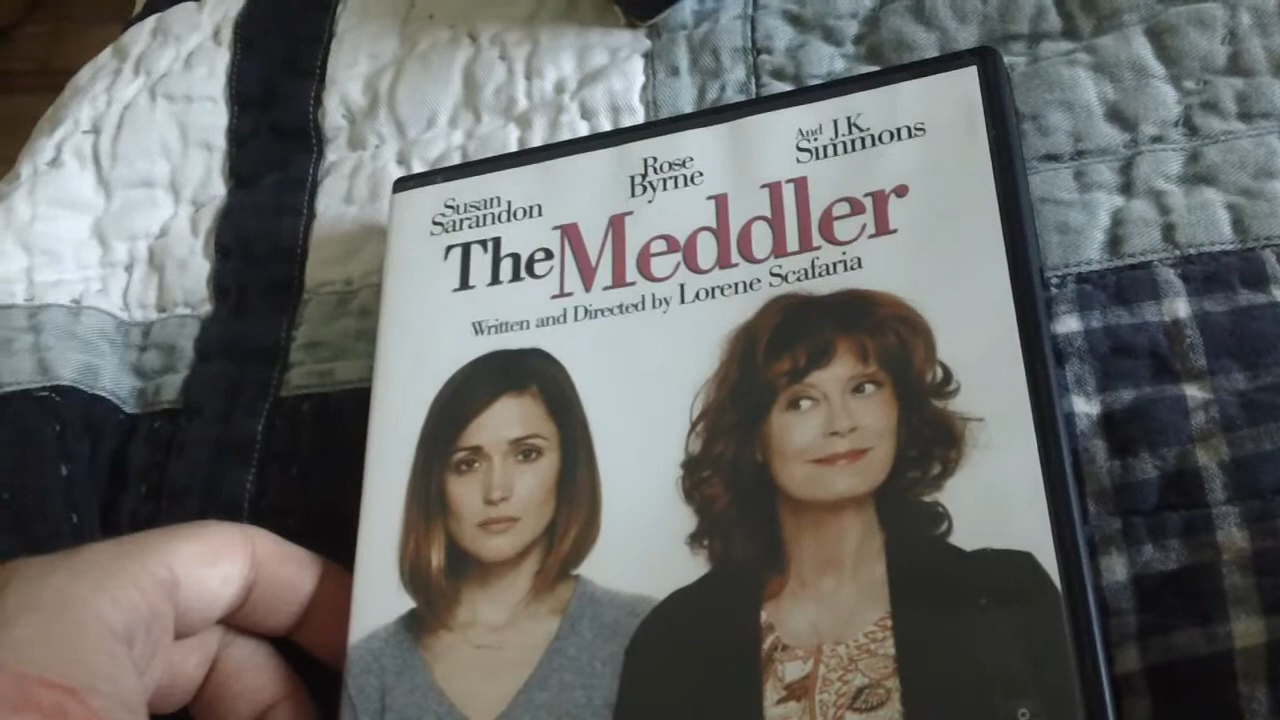 Susan
Sarandon
Rose
Byrne
And J.K.
Simmons
The Meddler
Written and Directed by Lorene Scafaria